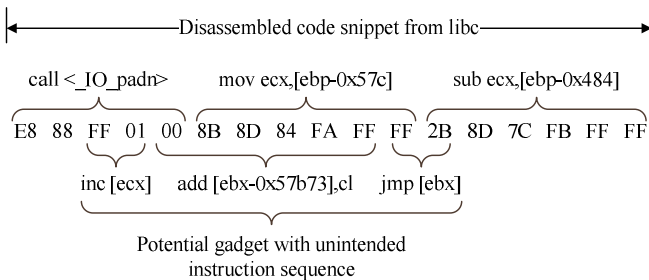 Disassembled code snippet from libc
call <_IO_padn> mov ecx,[ebp-0x57c] sub ecx,[ebp-0x484]
E8 88 FF 01 00 8B 8D 84 FA FF FF 2B 8D 7C FB FF FF
inc [ecx] add [ebx-0x57b73],cl jmp [ebx]
Potential gadget with unintended
instruction sequence